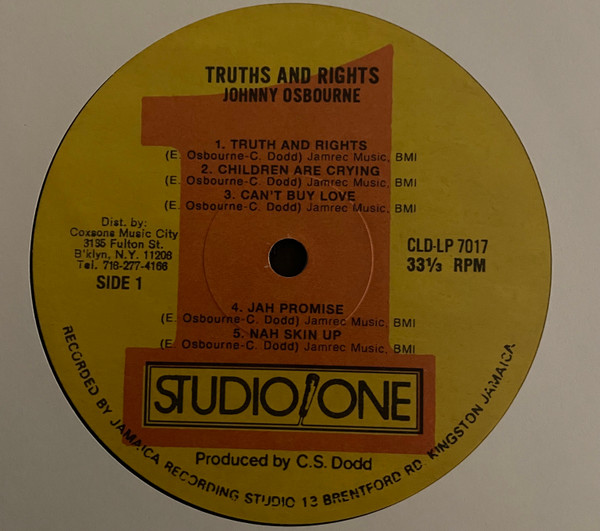 TRUTHS AND RIGHTS
JOHNNY OSBOURNE
1. TRUTH AND RIGHTS
(E. Osbourne-C. Dodd) Jamrec Music, BMI
2. CHILDREN ARE CRYING
(E. Osbourne-C. Dodd) Jamrec Music, BMI
3. CAN'T BUY LOVE
(E. Osbourne-C. Dodd) Jamrec Music, BMI
Dist. by:
Coxsone Music City
3135 Fulton St.
B'klyn, N.Y. 11208
Tel. 718-277-4166
SIDE 1
CLD-LP 7017
33⅓ RPM
4. JAH PROMISE
(E. Osbourne-C. Dodd) Jamrec Music, BMI
5. NAH SKIN UP
(E. Osbourne-C. Dodd) Jamrec Music, BMI
STUDIO ONE
Produced by C.S. Dodd
RECORDED BY JAMAICA RECORDING STUDIO 13 BRENTFORD RD. KINGSTON JAMAICA